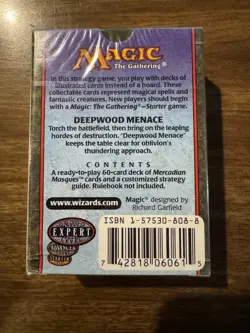 MAGIC
The Gathering®
In this strategy game, you play with decks of
illustrated cards instead of a board. These
collectable cards represent magical spells and
fantastic creatures. New players should begin
with a Magic: The Gathering®—Starter game.
DEEPWOOD MENACE
Torch the battlefield, then bring on the leaping
hordes of destruction. "Deepwood Menace"
keeps the table clear for oblivion's
thundering approach.
CONTENTS
A ready-to-play 60-card deck of Mercadian
Masques™ cards and a customized strategy
guide. Rulebook not included.
www.wizards.com
Magic® designed by
Richard Garfield
EXPERT
ADVANCED
ISBN 1-57530-808-8
7 42818 06061 5